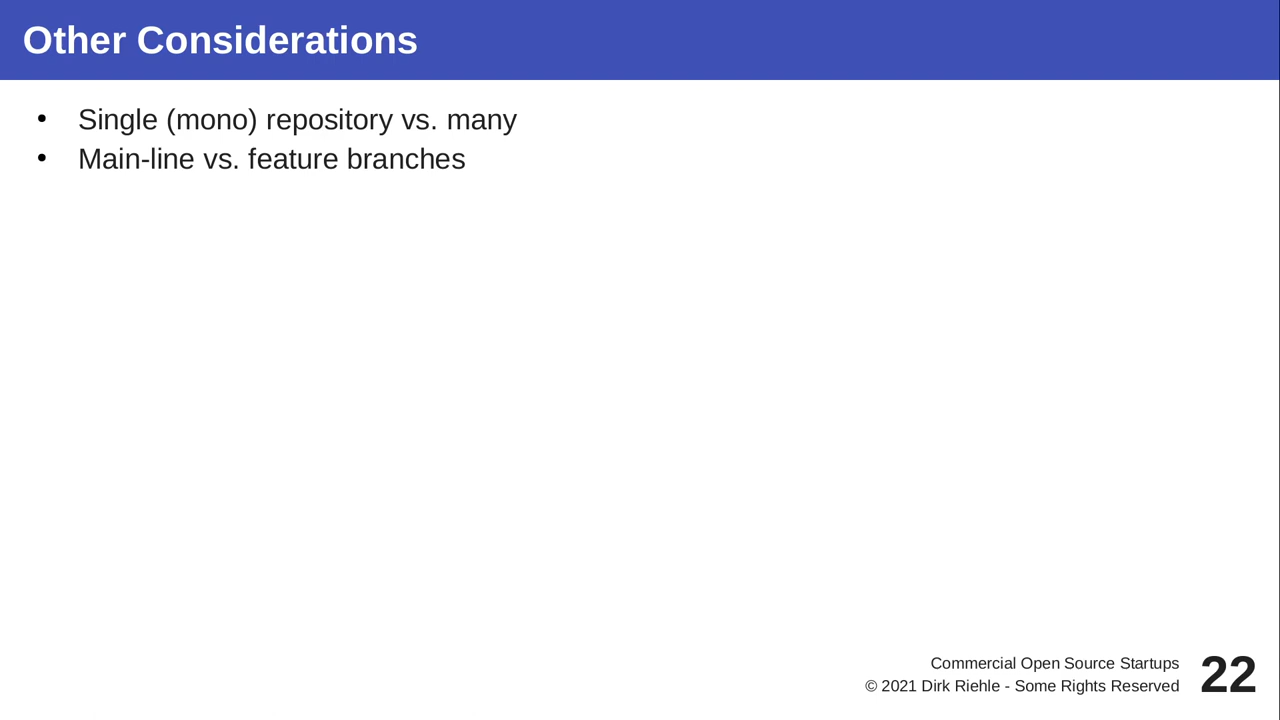 Other Considerations
• Single (mono) repository vs. many
• Main-line vs. feature branches
Commercial Open Source Startups
© 2021 Dirk Riehle - Some Rights Reserved
22